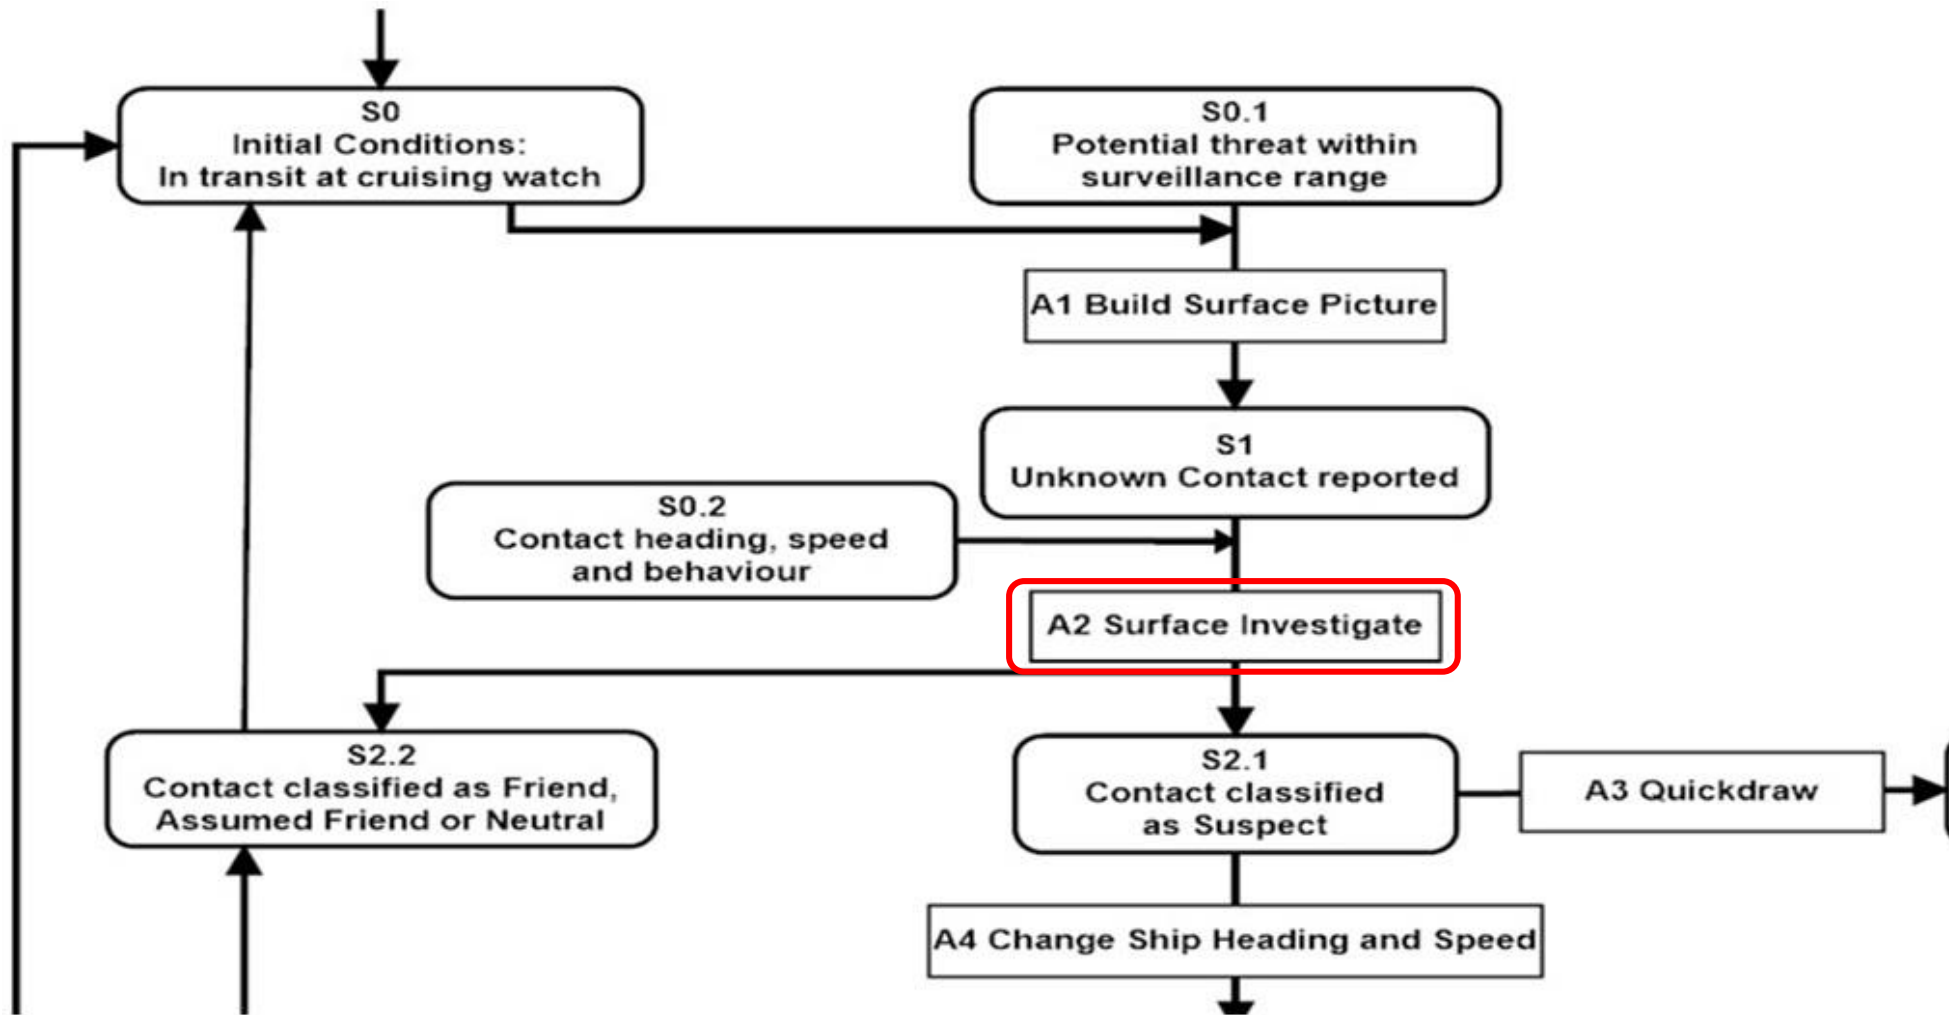 S0
Initial Conditions:
In transit at cruising watch
S0.1
Potential threat within
surveillance range
A1 Build Surface Picture
S1
Unknown Contact reported
S0.2
Contact heading, speed
and behaviour
A2 Surface Investigate
S2.2
Contact classified as Friend,
Assumed Friend or Neutral
S2.1
Contact classified
as Suspect
A3 Quickdraw
A4 Change Ship Heading and Speed